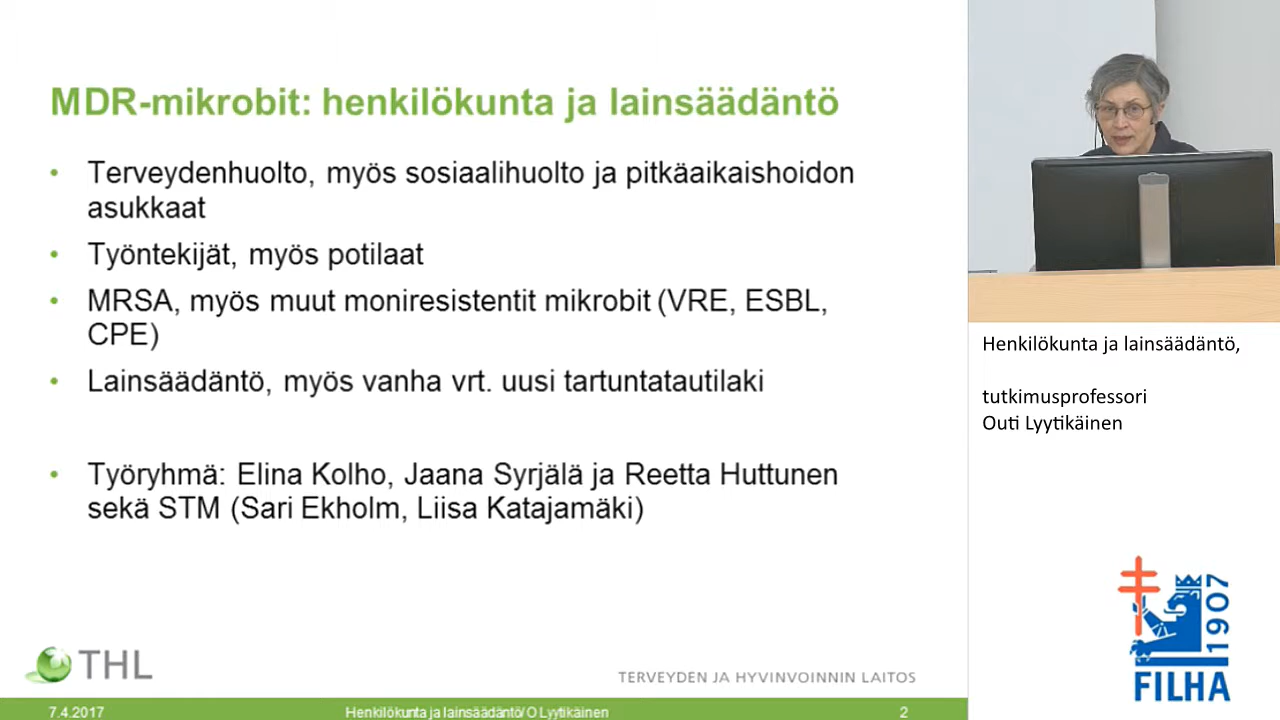 MDR-mikrobit: henkilökunta ja lainsäädäntö
• Terveydenhuolto, myös sosiaalihuolto ja pitkäaikaishoidon
asukkaat
• Työntekijät, myös potilaat
• MRSA, myös muut moniresistentit mikrobit (VRE, ESBL,
CPE)
• Lainsäädäntö, myös vanha vrt. uusi tartuntatautilaki
• Työryhmä: Elina Kolho, Jaana Syrjälä ja Reetta Huttunen
sekä STM (Sari Ekholm, Liisa Katajamäki)
THL
TERVEYDEN JA HYVINVOINNIN LAITOS
7.4.2017
Henkilökunta ja lainsäädäntö/ O Lyytikäinen
2
Henkilökunta ja lainsäädäntö,
tutkimusprofessori
Outi Lyytikäinen
1907
FILHA